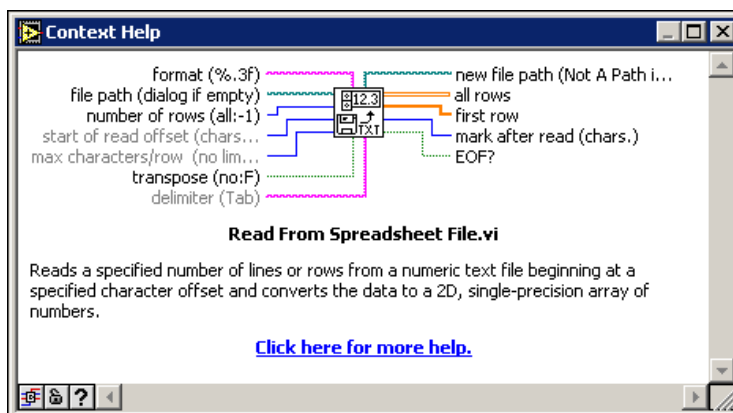 Context Help
format (%.3f)
file path (dialog if empty)
number of rows (all:-1)
start of read offset (chars...
max characters/row (no lim...
transpose (no:F)
delimiter (Tab)
12.3
TXT
new file path (Not A Path i...
all rows
first row
mark after read (chars.)
EOF?
Read From Spreadsheet File.vi
Reads a specified number of lines or rows from a numeric text file beginning at a
specified character offset and converts the data to a 2D, single-precision array of
numbers.
Click here for more help.
?